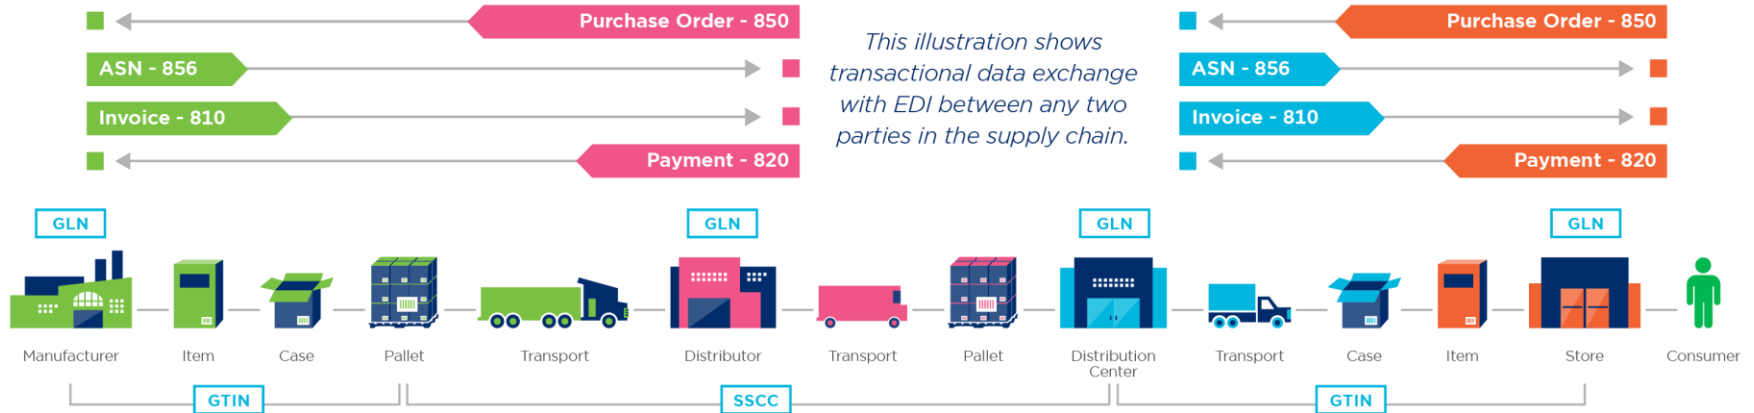 Purchase Order - 850
ASN - 856
Invoice - 810
Payment - 820
This illustration shows
transactional data exchange
with EDI between any two
parties in the supply chain.
Purchase Order - 850
ASN - 856
Invoice - 810
Payment - 820
GLN
GLN
GLN
GLN
Manufacturer
Item
Case
Pallet
Transport
Distributor
Transport
Pallet
Distribution
Center
Transport
Case
Item
Store
Consumer
GTIN
SSCC
GTIN